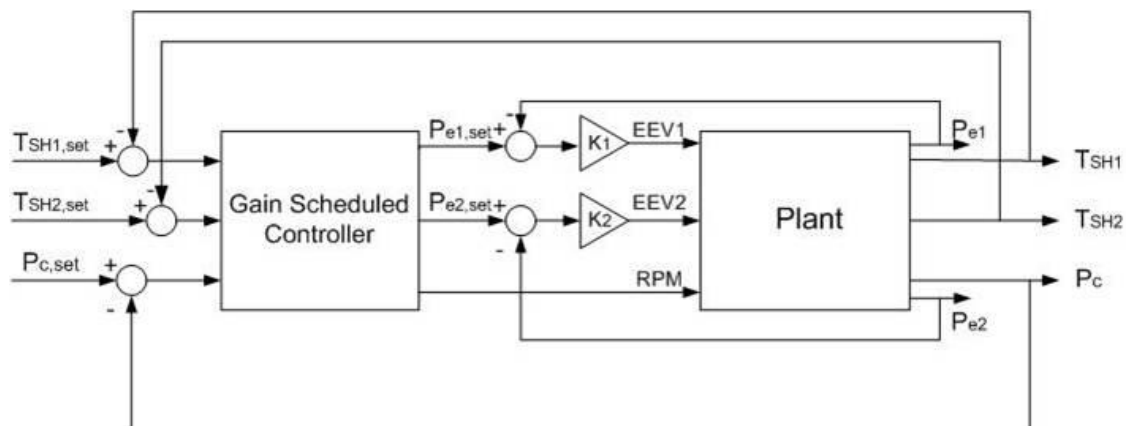 TSH1,set
+
-
Pe1,set
+
-
K1
EEV1
Pe1
TSH1
TSH2,set
+
-
Gain Scheduled
Controller
Pe2,set
+
-
K2
EEV2
Plant
TSH2
Pc,set
+
-
RPM
Pc
Pe2